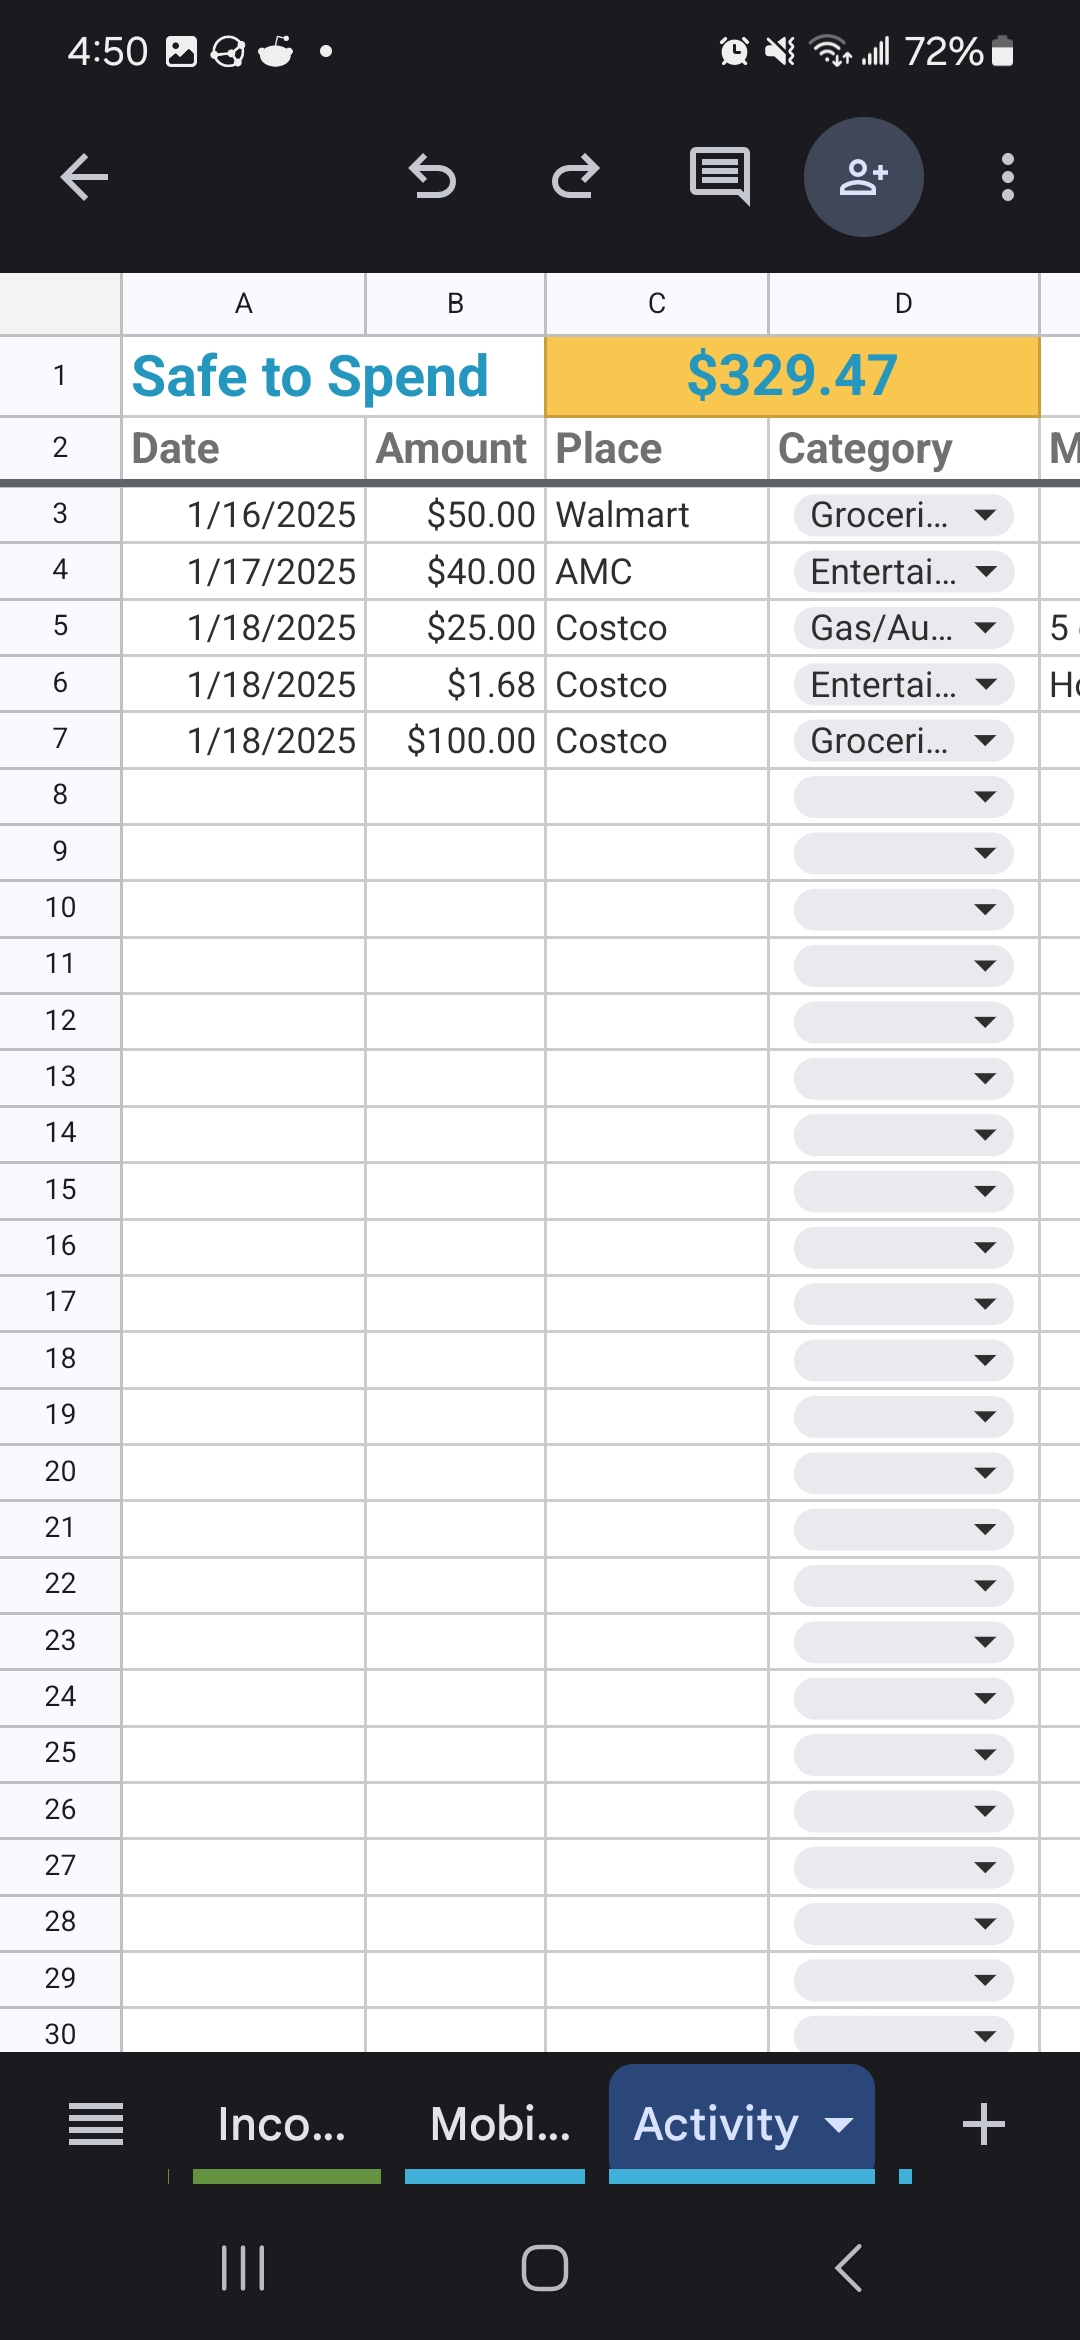 4:50 72%
A B C D
1 Safe to Spend $329.47
2 Date Amount Place Category M
3 1/16/2025 $50.00 Walmart Groceri...
4 1/17/2025 $40.00 AMC Entertai...
5 1/18/2025 $25.00 Costco Gas/Au... 5
6 1/18/2025 $1.68 Costco Entertai... Ho
7 1/18/2025 $100.00 Costco Groceri...
8
9
10
11
12
13
14
15
16
17
18
19
20
21
22
23
24
25
26
27
28
29
30
Inco... Mobi... Activity